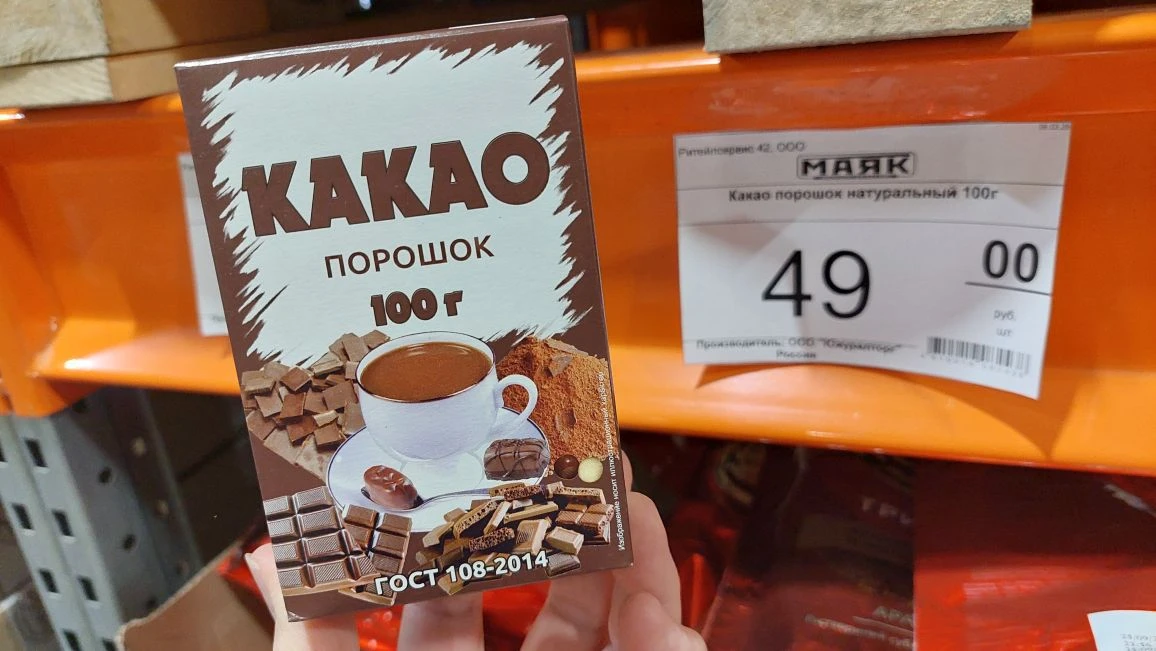 КАКАО
ПОРОШОК
100 г
Изображение носит иллюстрационный характер
ГОСТ 108-2014
Ритейлсервис 42, ООО
МАЯК
Какао порошок натуральный 100г
49 00
руб.
шт
Производитель: ООО "Южуралторг"
Россия